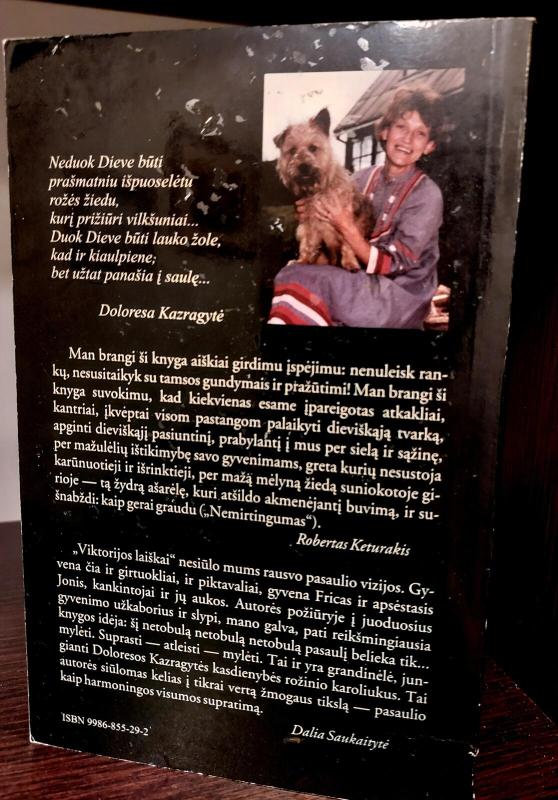 Neduok Dieve būti
prašmatniu išpuoselėtu
rožės žiedu,
kurį prižiūri vilkšuniai...
Duok Dieve būti lauko žole,
kad ir kiaulpiene;
bet užtat panašia į saulę...
Doloresa Kazragytė
Man brangi ši knyga aiškiai girdimu įspėjimu: nenuleisk ran-
kų, nesusitaikyk su tamsos gundymais ir pražūtimi! Man brangi ši
knyga suvokimu, kad kiekvienas esame įpareigotas atkakliai,
kantriai, įkvėptai visom pastangom palaikyti dieviškąją tvarką,
apginti dieviškąjį pasiuntinį, prabylantį į mus per sielą ir sąžinę,
per mažulėlių ištikimybę savo gyvenimams, greta kurių nesustoja
karūnuotieji ir išrinktieji, per mažą mėlyną žiedą suniokotoje gi-
rioje — tą žydrą ašarėlę, kuri atšildo akmenėjantį buvimą, ir su-
šnabždi: kaip gerai graudu („Nemirtingumas“).
Robertas Keturakis
„Viktorijos laiškai“ nesiūlo mums rausvo pasaulio vizijos. Gy-
vena čia ir girtuokliai, ir piktavaliai, gyvena Fricas ir apsėstasis
Jonis, kankintojai ir jų aukos. Autorės požiūryje į juoduosius
gyvenimo užkaborius ir slypi, mano galva, pati reikšmingiausia
knygos idėja: šį netobulą netobulą netobulą pasaulį belieka tik...
mylėti. Suprasti — atleisti — mylėti. Tai ir yra grandinėlė, jun-
gianti Doloresos Kazragytės kasdienybės rožinio karoliukus. Tai
autorės siūlomas kelias į tikrai vertą žmogaus tikslą — pasaulio
kaip harmoningos visumos supratimą.
Dalia Saukaitytė
ISBN 9986-855-29-2